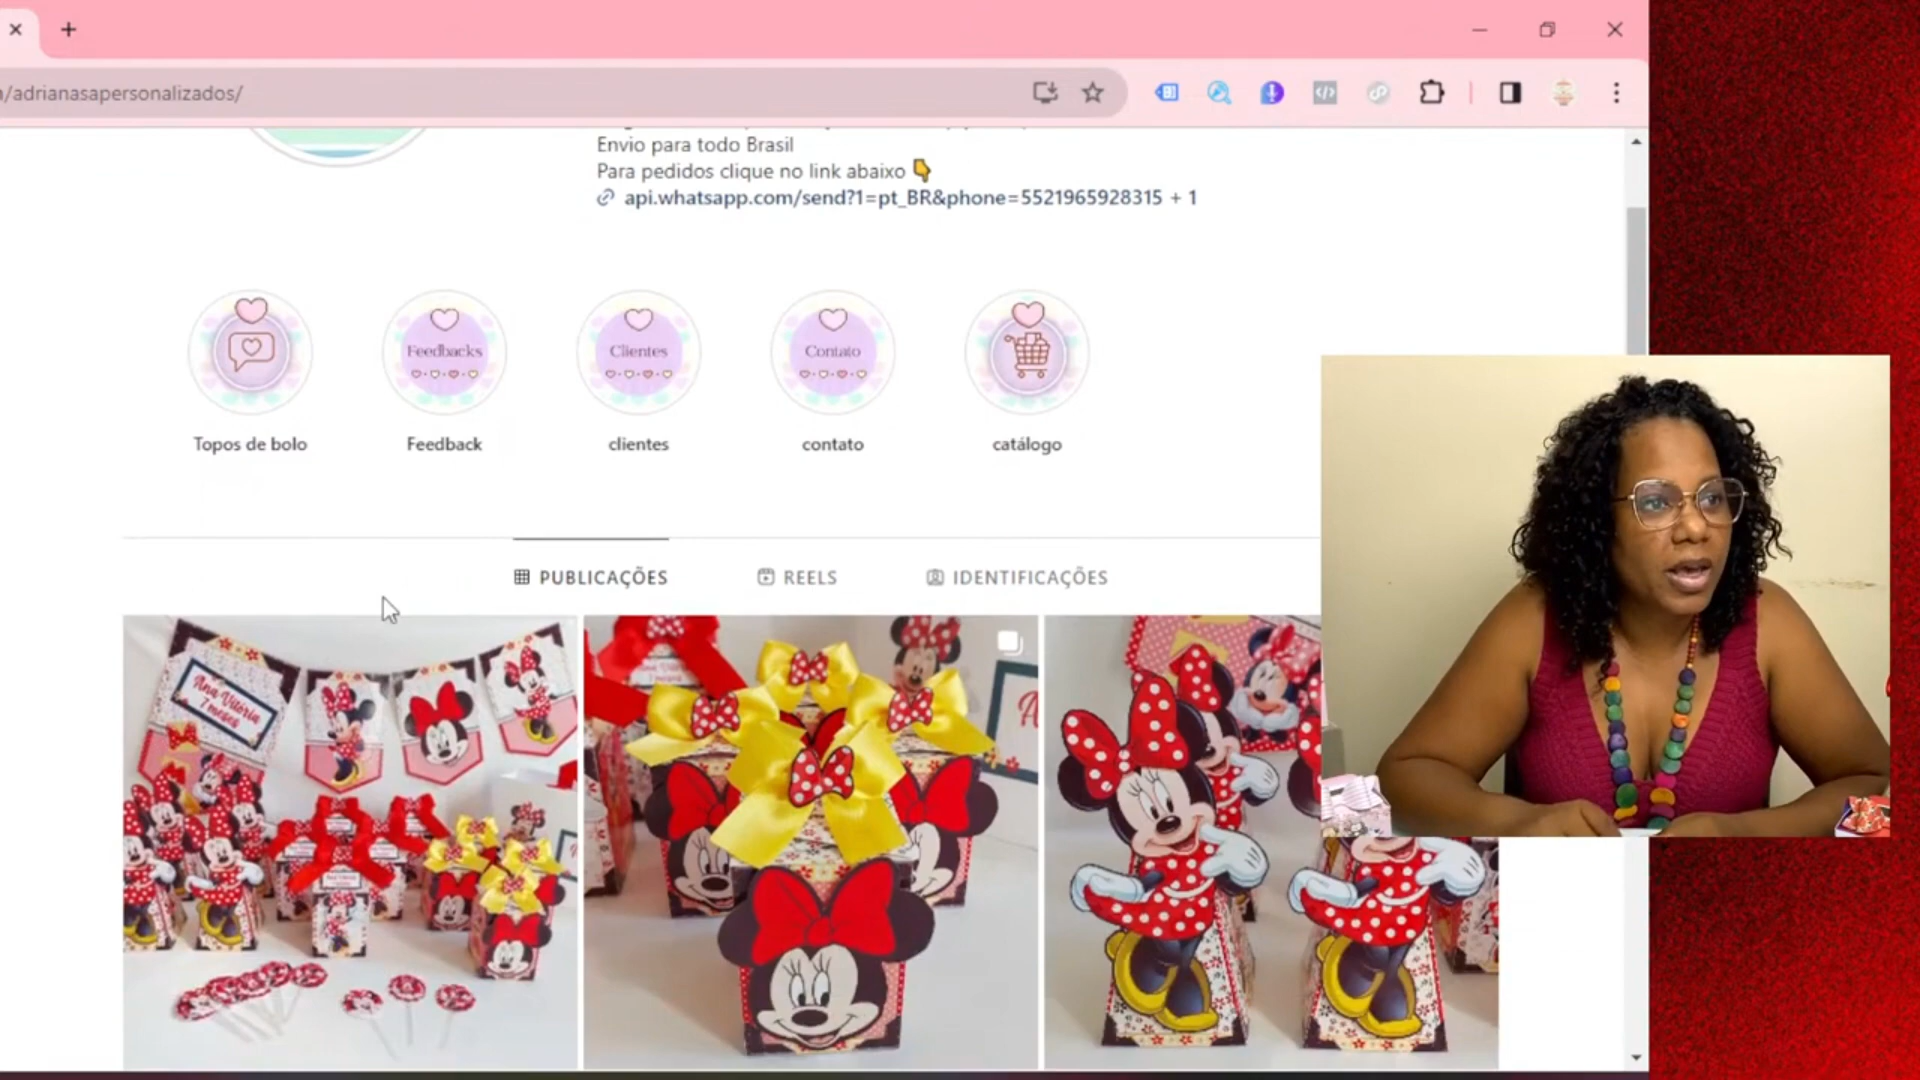 /adrianasapersonalizados/
Envio para todo Brasil
Para pedidos clique no link abaixo
api.whatsapp.com/send?1=pt_BR&phone=5521965928315 + 1
Feedbacks
Clientes
Contato
Topos de bolo
Feedback
clientes
contato
catálogo
PUBLICAÇÕES
REELS
IDENTIFICAÇÕES
Ana Vitória
7 meses